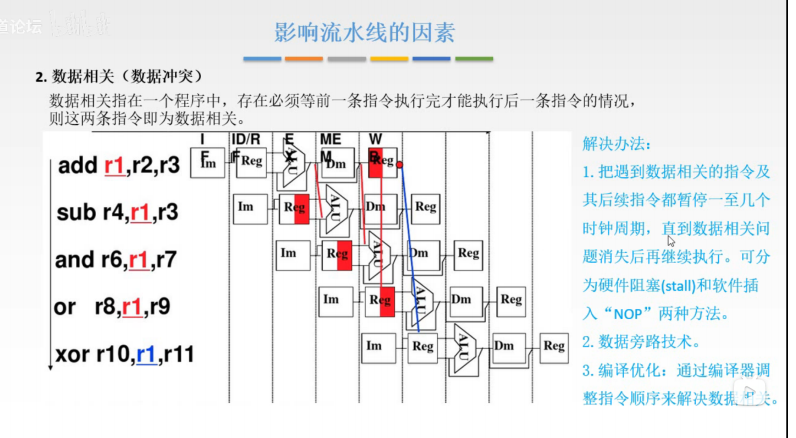 道论坛
影响流水线的因素
2. 数据相关（数据冲突）
数据相关指在一个程序中，存在必须等前一条指令执行完才能执行后一条指令的情况，
则这两条指令即为数据相关。
IF ID/RF EX MEM WB
add r1,r2,r3 Im Reg ALU Dm Reg
sub r4,r1,r3 Im Reg ALU Dm Reg
and r6,r1,r7 Im Reg ALU Dm Reg
or r8,r1,r9 Im Reg ALU Dm Reg
xor r10,r1,r11 Im Reg ALU Dm Reg
解决办法：
1. 把遇到数据相关的指令及
其后续指令都暂停一至几个
时钟周期，直到数据相关问
题消失后再继续执行。可分
为硬件阻塞(stall)和软件插
入“NOP”两种方法。
2. 数据旁路技术。
3. 编译优化：通过编译器调
整指令顺序来解决数据相关。